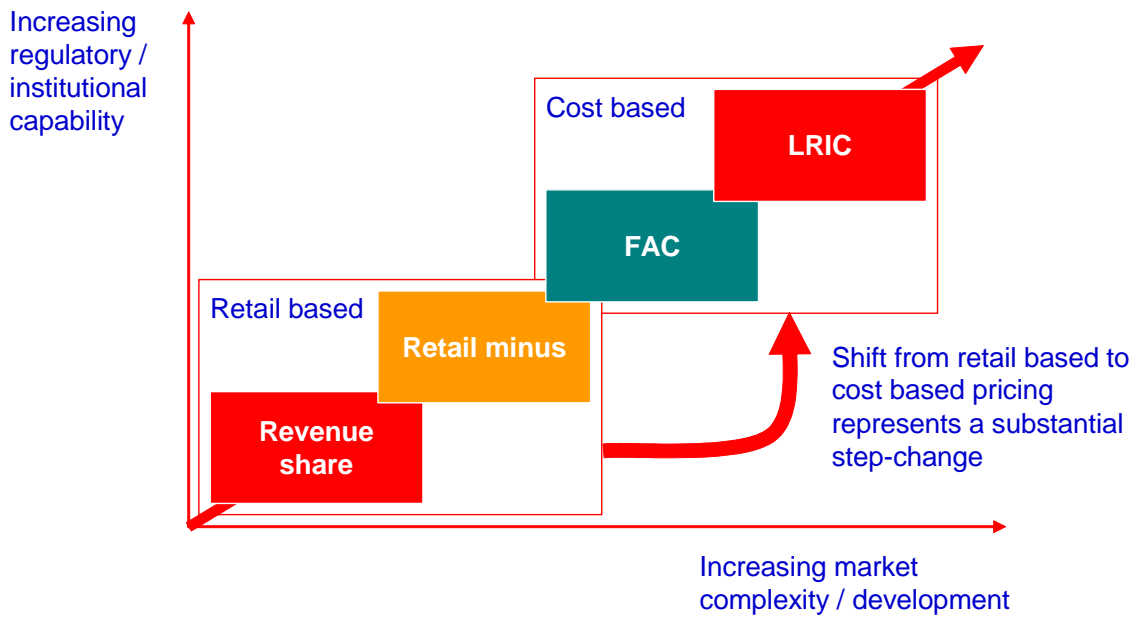 Increasing
regulatory /
institutional
capability
Cost based
LRIC
FAC
Retail based
Retail minus
Revenue
share
Shift from retail based to
cost based pricing
represents a substantial
step-change
Increasing market
complexity / development